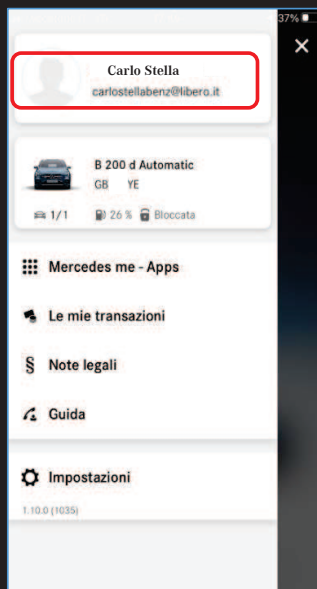 37%
Carlo Stella
carlostellabenz@libero.it
B 200 d Automatic
GB YE
1/1 26 % Bloccata
Mercedes me - Apps
Le mie transazioni
§ Note legali
Guida
Impostazioni
1.10.0 (1035)